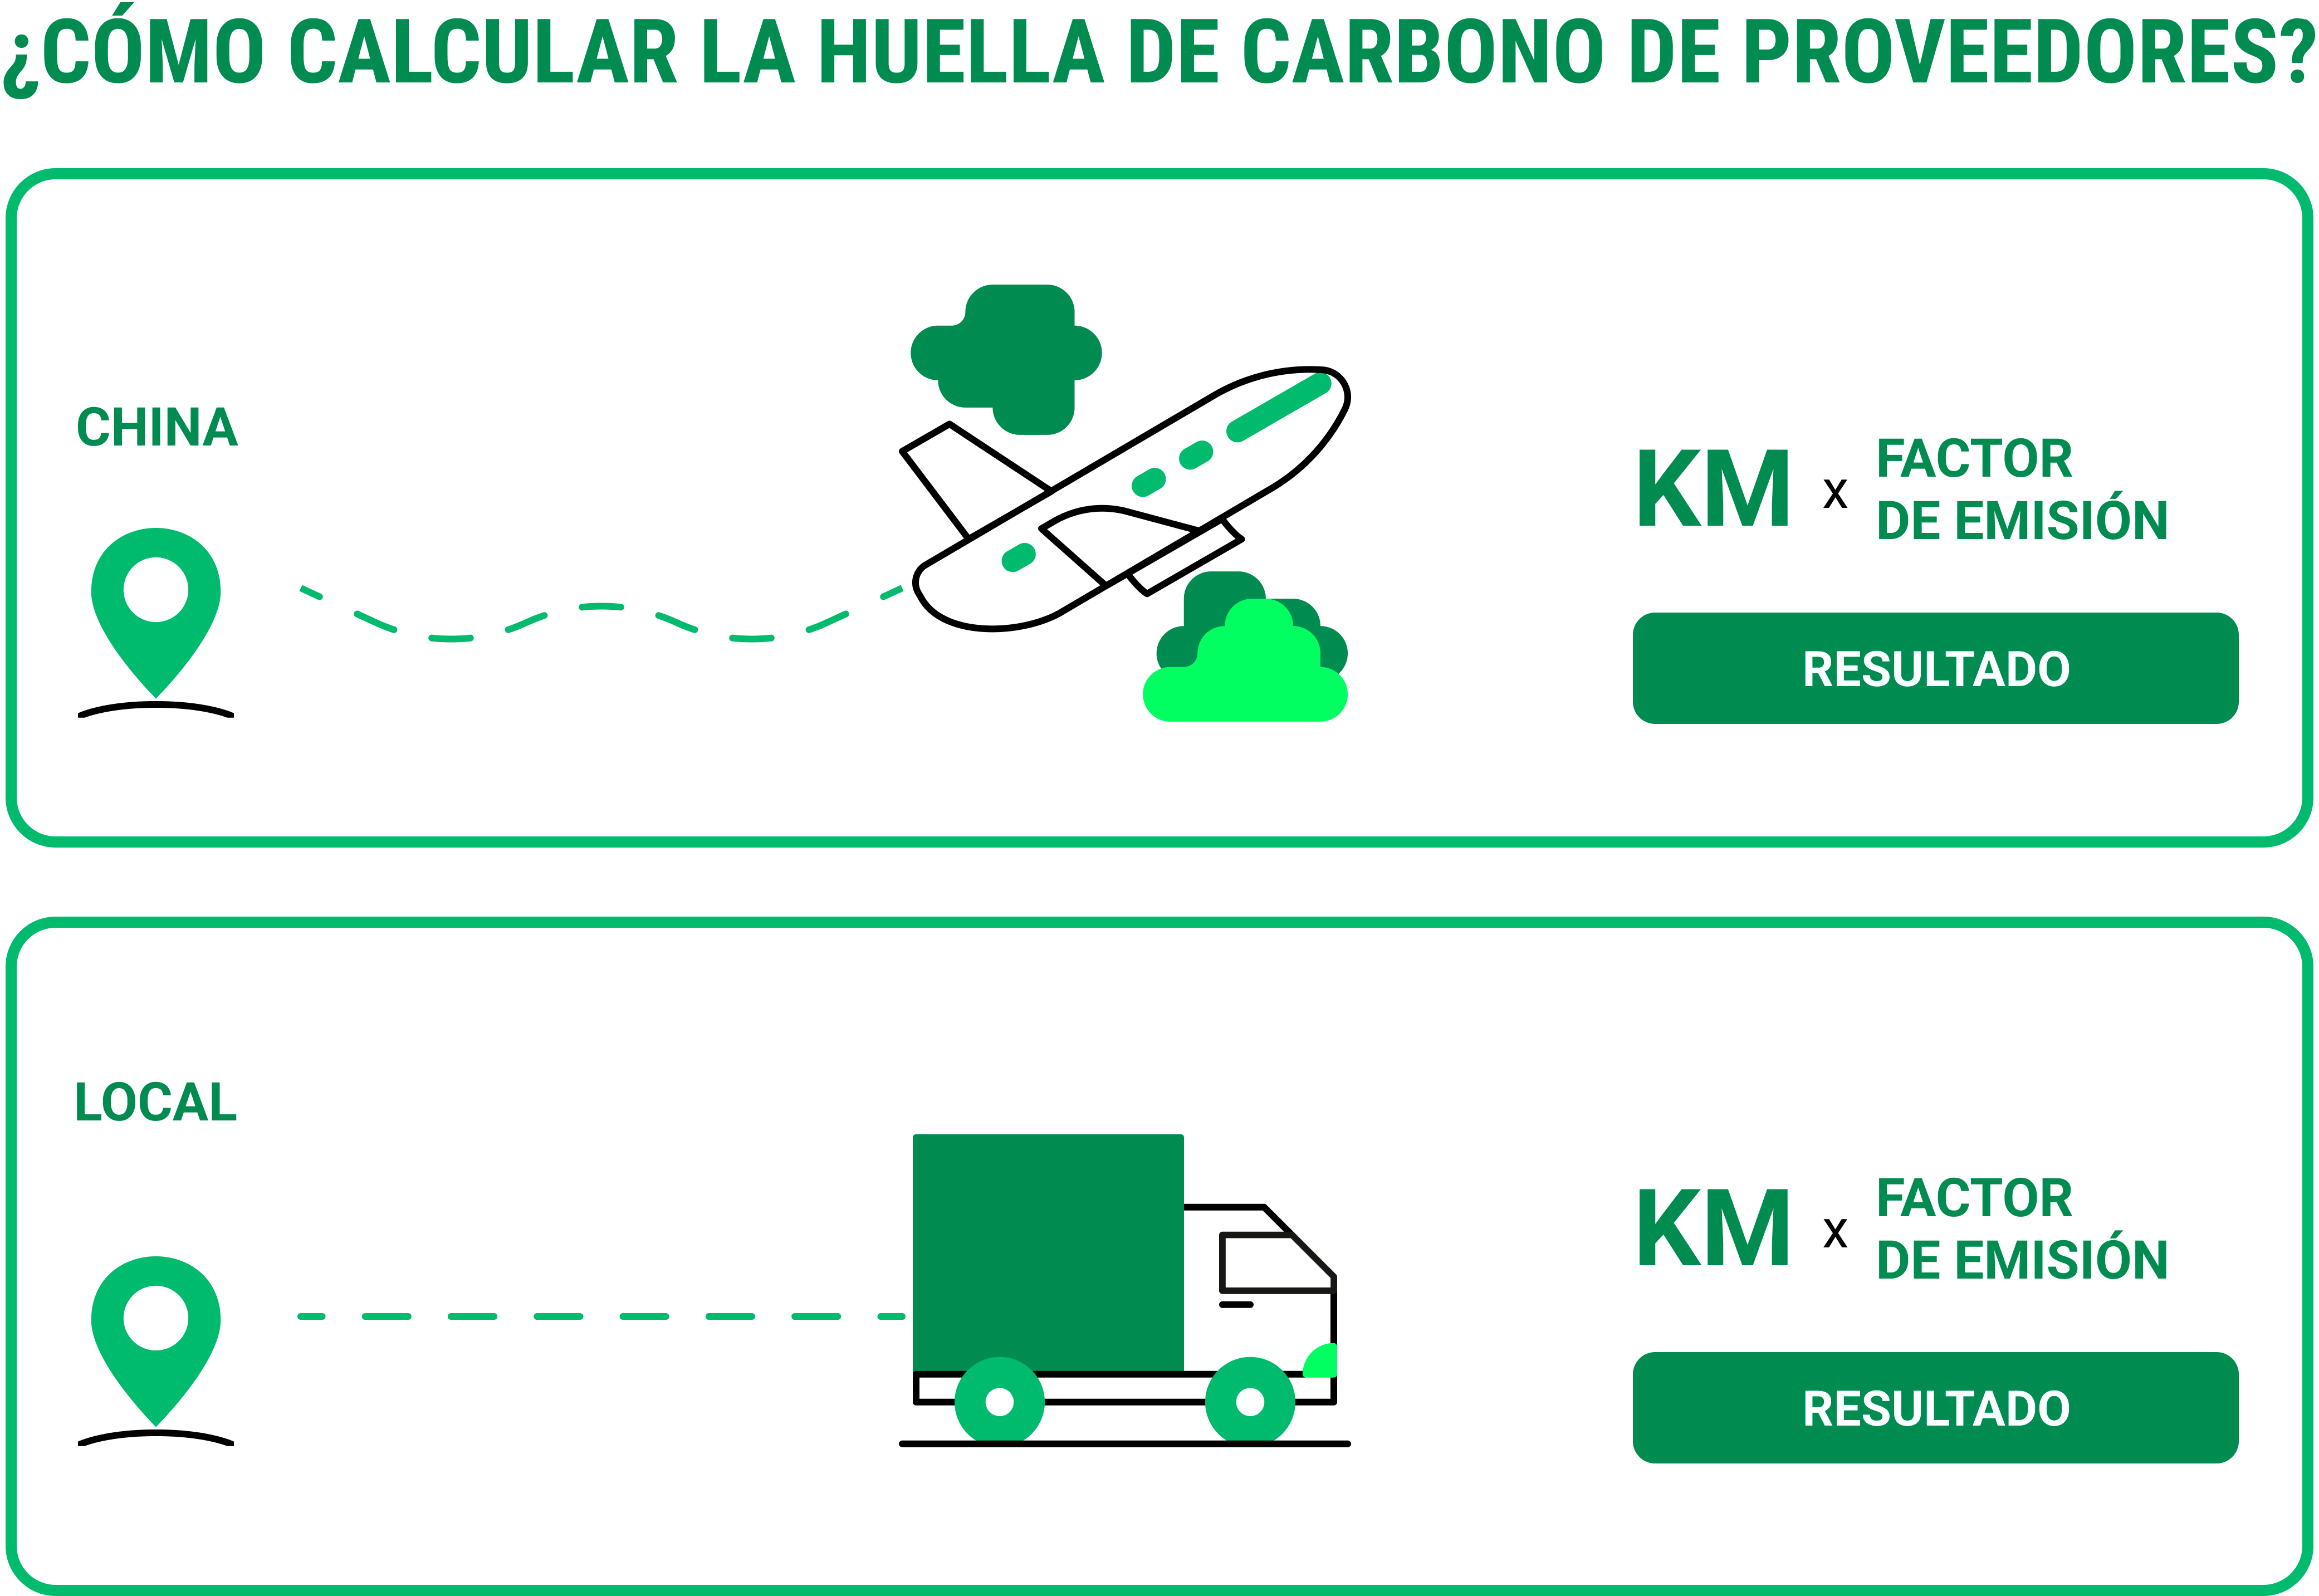 ¿CÓMO CALCULAR LA HUELLA DE CARBONO DE PROVEEDORES?
CHINA
KM x FACTOR
DE EMISIÓN
RESULTADO
LOCAL
KM x FACTOR
DE EMISIÓN
RESULTADO